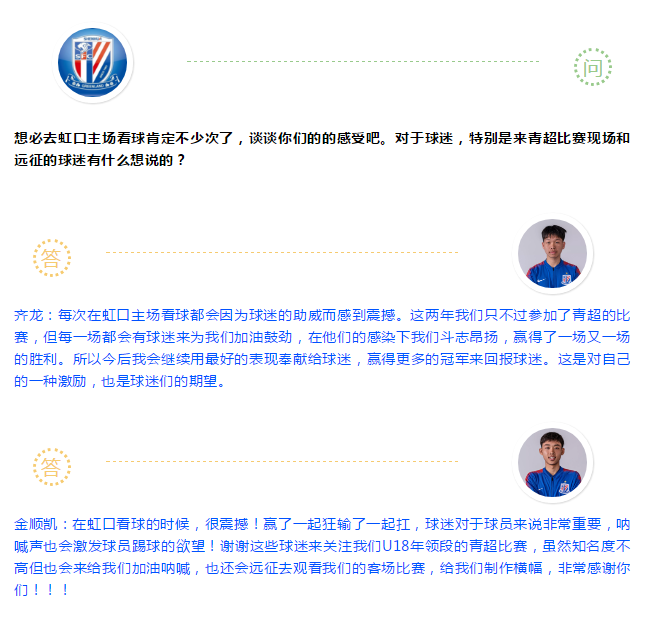 问
想必去虹口主场看球肯定不少次了，谈谈你们的的感受吧。对于球迷，特别是来青超比赛现场和
远征的球迷有什么想说的？
答
齐龙：每次在虹口主场看球都会因为球迷的助威而感到震撼。这两年我们只不过参加了青超的比
赛，但每一场都会有球迷来为我们加油鼓劲，在他们的感染下我们斗志昂扬，赢得了一场又一场
的胜利。所以今后我会继续用最好的表现奉献给球迷，赢得更多的冠军来回报球迷。这是对自己
的一种激励，也是球迷们的期望。
答
金顺凯：在虹口看球的时候，很震撼！赢了一起狂输了一起扛，球迷对于球员来说非常重要，呐
喊声也会激发球员踢球的欲望！谢谢这些球迷来关注我们U18年领段的青超比赛，虽然知名度不
高但也会来给我们加油呐喊，也还会远征去观看我们的客场比赛，给我们制作横幅，非常感谢你
们！！！